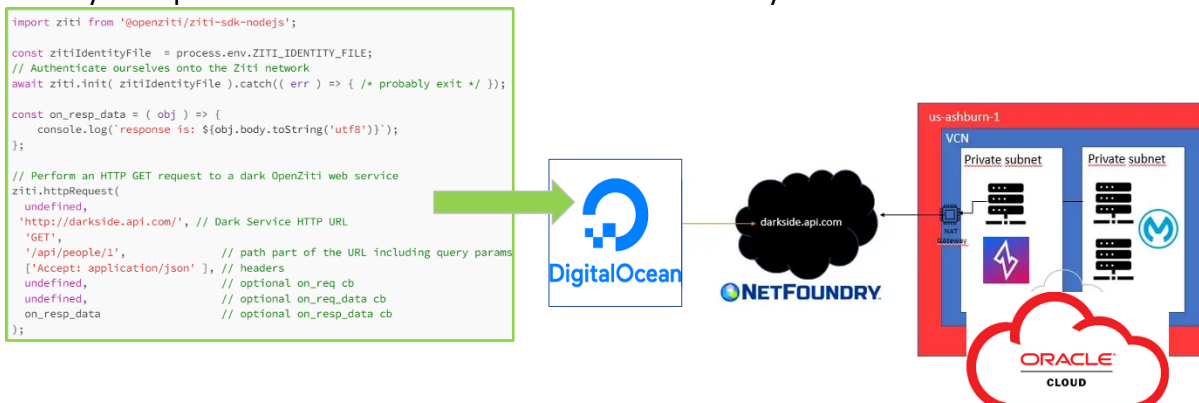 import ziti from '@openziti/ziti-sdk-nodejs';
const zitiIdentityFile  = process.env.ZITI_IDENTITY_FILE;
// Authenticate ourselves onto the Ziti network
await ziti.init( zitiIdentityFile ).catch(( err ) => { /* probably exit */ });
const on_resp_data = ( obj ) => {
    console.log(`response is: ${obj.body.toString('utf8')}`);
};
// Perform an HTTP GET request to a dark OpenZiti web service
ziti.httpRequest(
  undefined,
  'http://darkside.api.com/', // Dark Service HTTP URL
  'GET',
  '/api/people/1',              // path part of the URL including query params
  ['Accept: application/json' ], // headers
  undefined,                    // optional on_req cb
  undefined,                    // optional on_req_data cb
  on_resp_data                  // optional on_resp_data cb
);
DigitalOcean
darkside.api.com
NETFOUNDRY
us-ashburn-1
VCN
Private subnet
Private subnet
NAT
Gateway
ORACLE
CLOUD